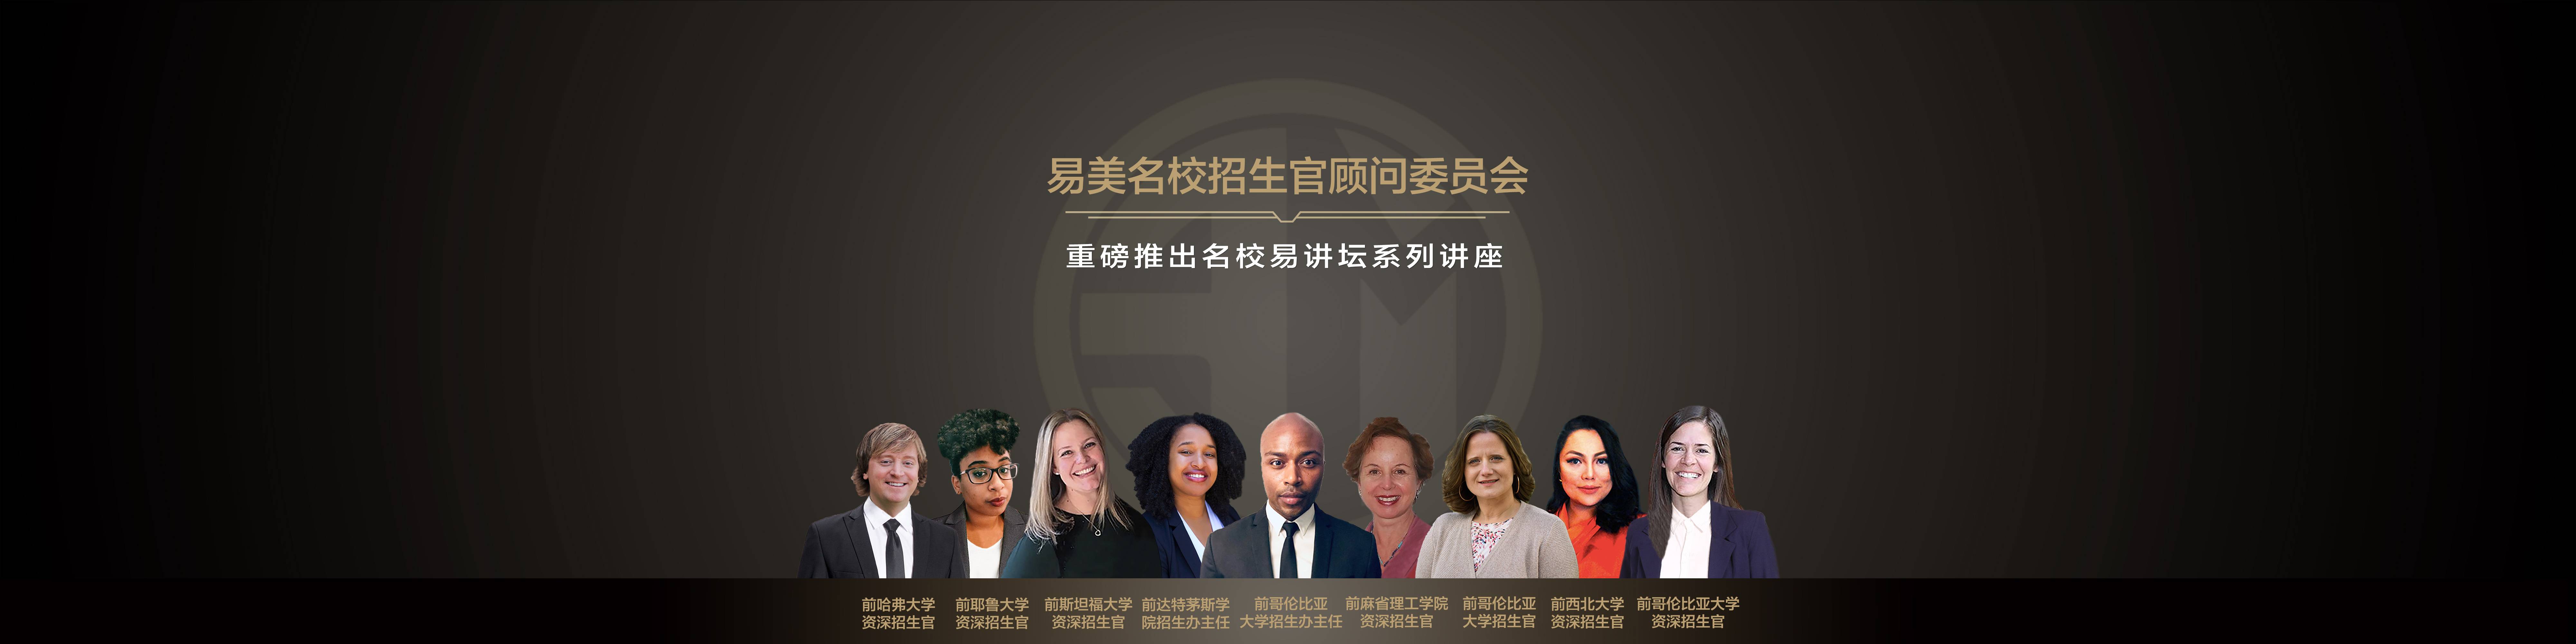 易美名校招生官顾问委员会
重磅推出名校易讲坛系列讲座
前哈弗大学
资深招生官
前耶鲁大学
资深招生官
前斯坦福大学
资深招生官
前达特茅斯学
院招生办主任
前哥伦比亚
大学招生办主任
前麻省理工学院
资深招生官
前哥伦比亚
大学招生官
前西北大学
资深招生官
前哥伦比亚大学
资深招生官